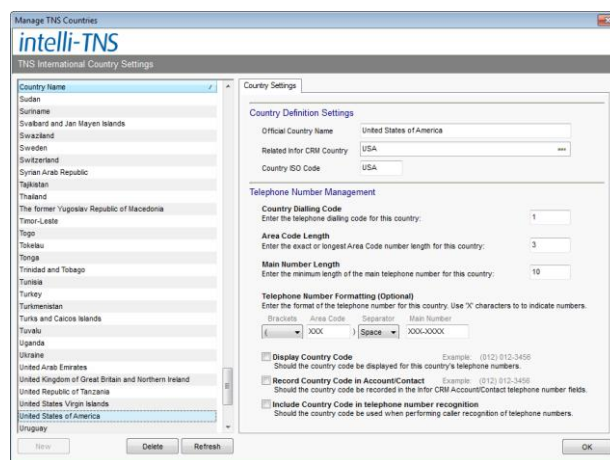 Manage TNS Countries
intelli-TNS
TNS International Country Settings
Country Name
Sudan
Suriname
Svalbard and Jan Mayen Islands
Swaziland
Sweden
Switzerland
Syrian Arab Republic
Tajikistan
Thailand
The former Yugoslav Republic of Macedonia
Timor-Leste
Togo
Tokelau
Tonga
Trinidad and Tobago
Tunisia
Turkey
Turkmenistan
Turks and Caicos Islands
Tuvalu
Uganda
Ukraine
United Arab Emirates
United Kingdom of Great Britain and Northern Ireland
United Republic of Tanzania
United States Virgin Islands
United States of America
Uruguay
New Delete Refresh
Country Settings
Country Definition Settings
Official Country Name United States of America
Related Infor CRM Country USA ...
Country ISO Code USA
Telephone Number Management
Country Dialling Code
Enter the telephone dialling code for this country: 1
Area Code Length
Enter the exact or longest Area Code number length for this country: 3
Main Number Length
Enter the minimum length of the main telephone number for this country: 10
Telephone Number Formatting (Optional)
Enter the format of the telephone number for this country. Use 'X' characters to to indicate numbers.
Brackets Area Code Separator Main Number
( XXX ) Space XXX-XXXX
Display Country Code Example: (012) 012-3456
Should the country code be displayed for this country's telephone numbers.
Record Country Code in Account/Contact Example: (012) 012-3456
Should the country code be recorded in the Infor CRM Account/Contact telephone number fields.
Include Country Code in telephone number recognition
Should the country code be used when performing caller recognition of telephone numbers.
OK